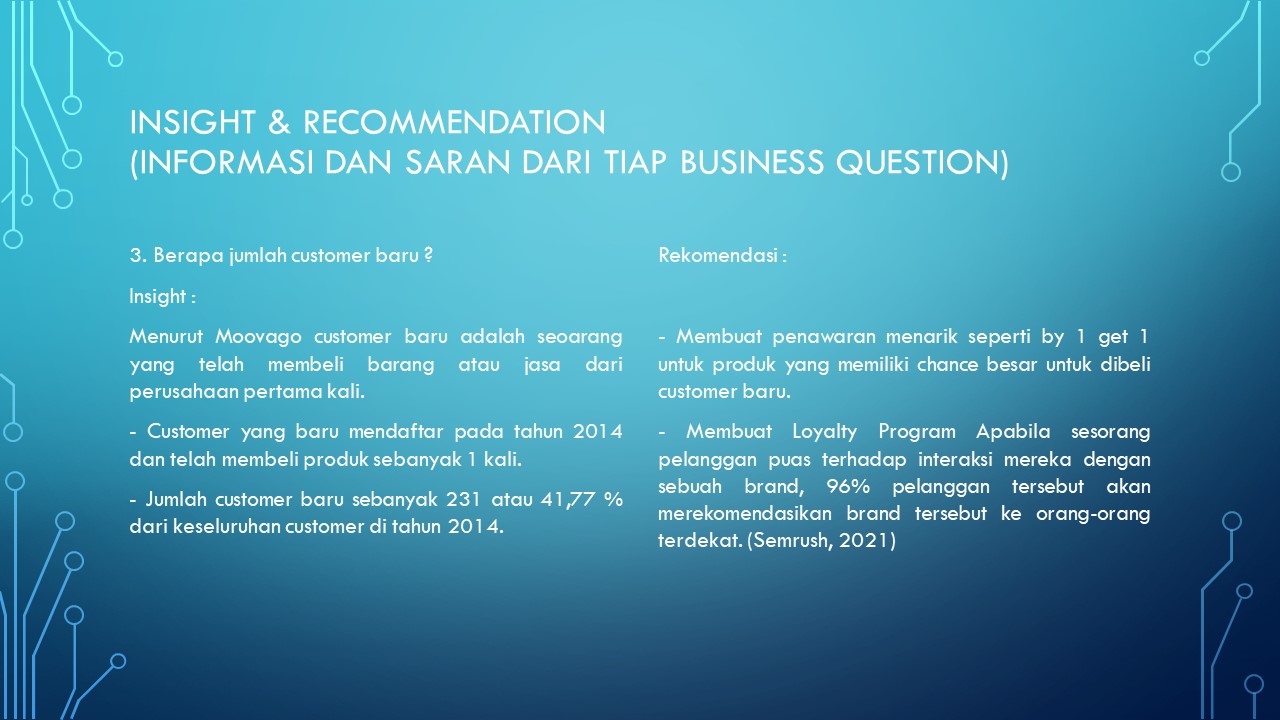 INSIGHT & RECOMMENDATION
(INFORMASI DAN SARAN DARI TIAP BUSINESS QUESTION)
3. Berapa jumlah customer baru ?
Insight :
Menurut Moovago customer baru adalah seoarang
yang telah membeli barang atau jasa dari
perusahaan pertama kali.
- Customer yang baru mendaftar pada tahun 2014
dan telah membeli produk sebanyak 1 kali.
- Jumlah customer baru sebanyak 231 atau 41,77 %
dari keseluruhan customer di tahun 2014.
Rekomendasi :
- Membuat penawaran menarik seperti by 1 get 1
untuk produk yang memiliki chance besar untuk dibeli
customer baru.
- Membuat Loyalty Program Apabila sesorang
pelanggan puas terhadap interaksi mereka dengan
sebuah brand, 96% pelanggan tersebut akan
merekomendasikan brand tersebut ke orang-orang
terdekat. (Semrush, 2021)